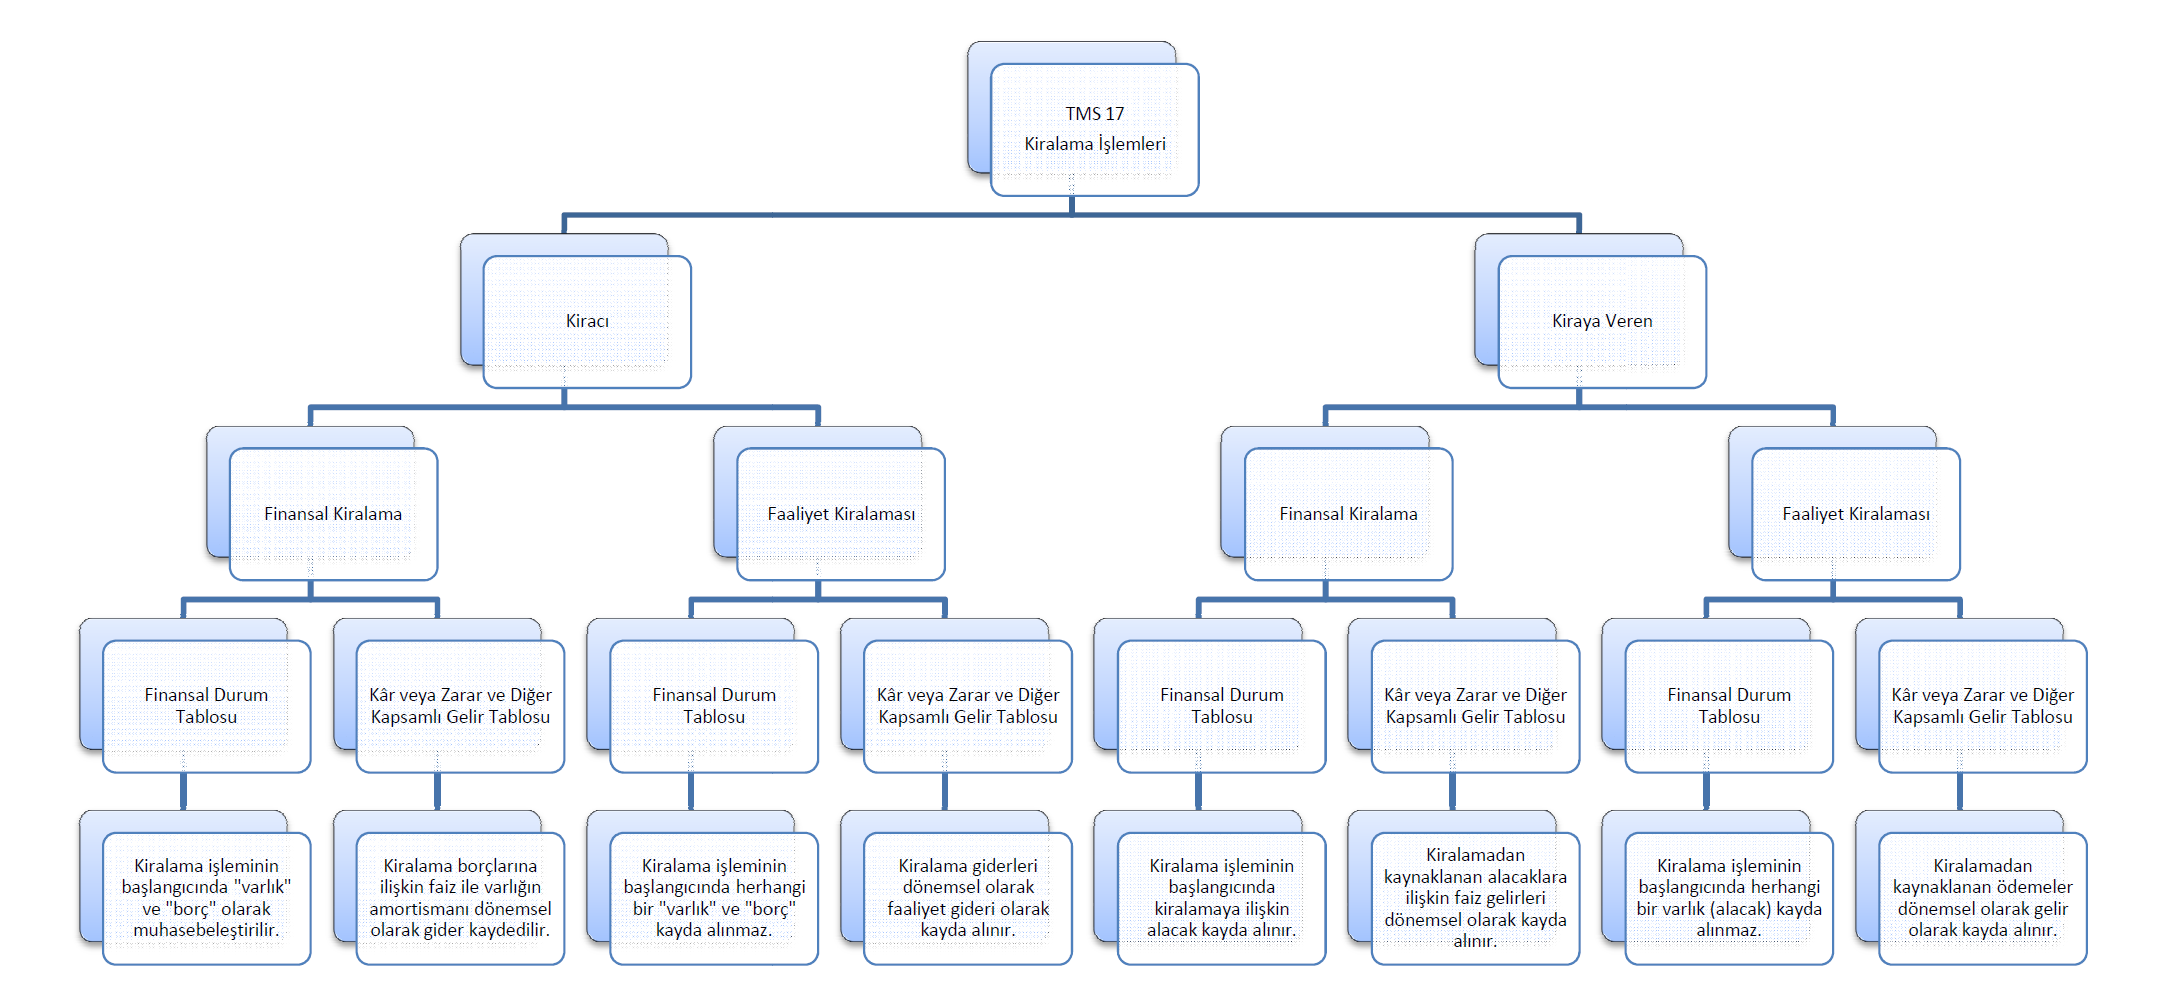 TMS 17
Kiralama İşlemleri
Kiracı
Kiraya Veren
Finansal Kiralama
Faaliyet Kiralaması
Finansal Kiralama
Faaliyet Kiralaması
Finansal Durum
Tablosu
Kâr veya Zarar ve Diğer
Kapsamlı Gelir Tablosu
Finansal Durum
Tablosu
Kâr veya Zarar ve Diğer
Kapsamlı Gelir Tablosu
Finansal Durum
Tablosu
Kâr veya Zarar ve Diğer
Kapsamlı Gelir Tablosu
Finansal Durum
Tablosu
Kâr veya Zarar ve Diğer
Kapsamlı Gelir Tablosu
Kiralama işleminin
başlangıcında "varlık"
ve "borç" olarak
muhasebeleştirilir.
Kiralama borçlarına
ilişkin faiz ile varlığın
amortismanı dönemsel
olarak gider kaydedilir.
Kiralama işleminin
başlangıcında herhangi
bir "varlık" ve "borç"
kayda alınmaz.
Kiralama giderleri
dönemsel olarak
faaliyet gideri olarak
kayda alınır.
Kiralama işleminin
başlangıcında
kiralamaya ilişkin
alacak kayda alınır.
Kiralamadan
kaynaklanan alacaklara
ilişkin faiz gelirleri
dönemsel olarak kayda
alınır.
Kiralama işleminin
başlangıcında herhangi
bir varlık (alacak) kayda
alınmaz.
Kiralamadan
kaynaklanan ödemeler
dönemsel olarak gelir
olarak kayda alınır.